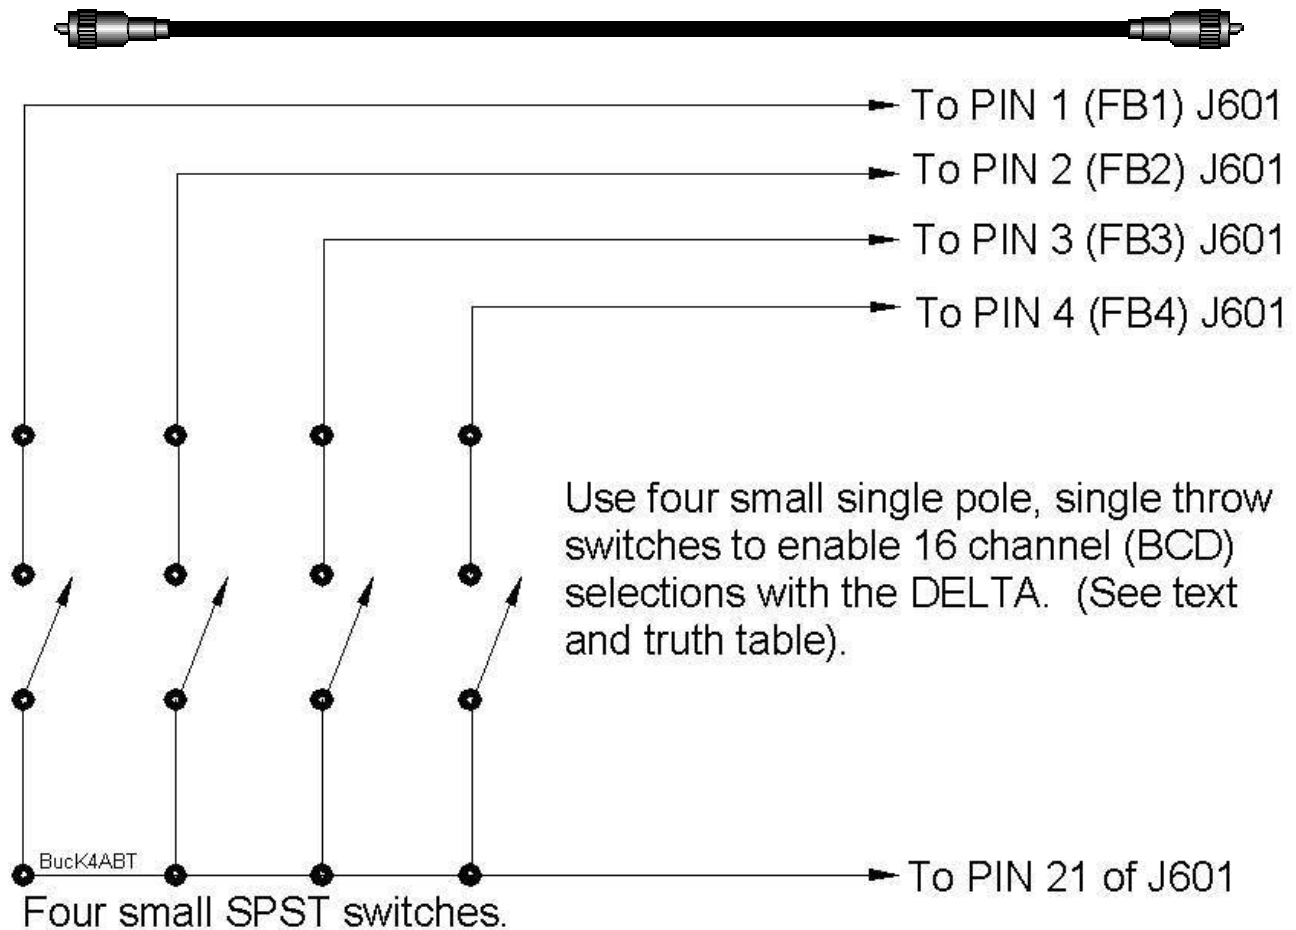 To PIN 1 (FB1) J601
To PIN 2 (FB2) J601
To PIN 3 (FB3) J601
To PIN 4 (FB4) J601
Use four small single pole, single throw
switches to enable 16 channel (BCD)
selections with the DELTA. (See text
and truth table).
BucK4ABT
To PIN 21 of J601
Four small SPST switches.